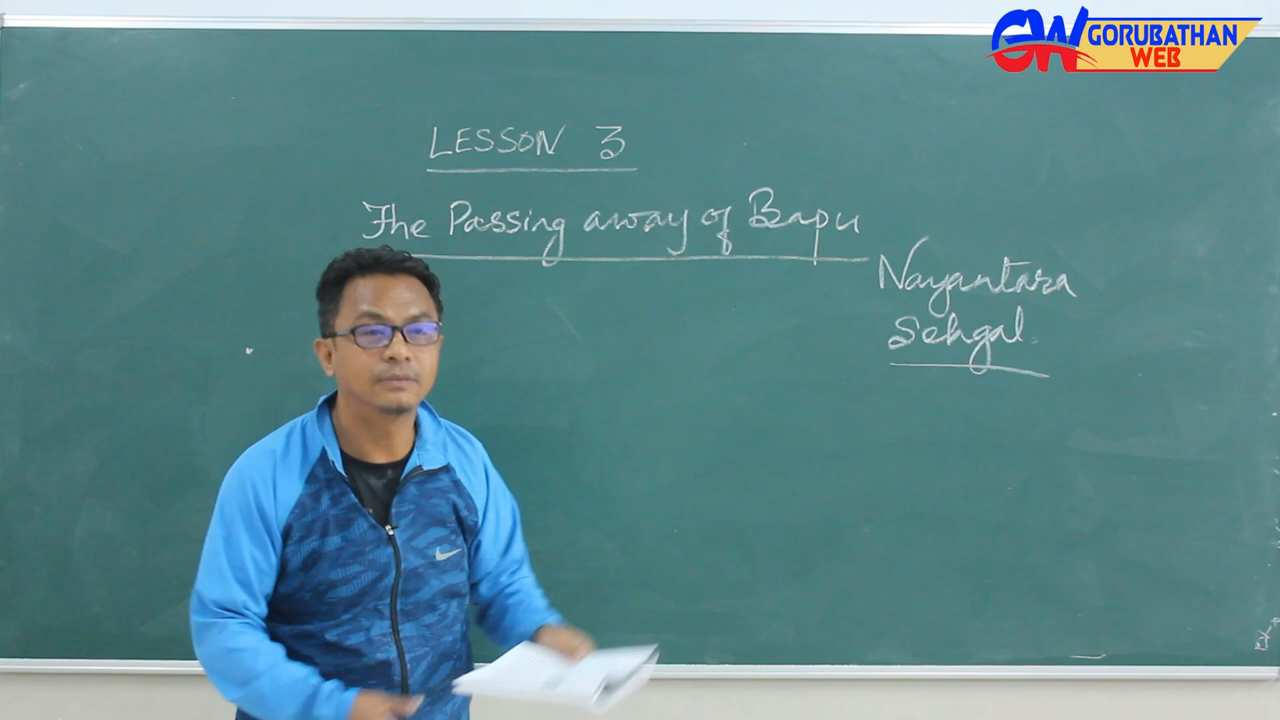 GW GORUBATHAN
WEB
LESSON 3
The Passing away of Bapu
Nayantara
Sehgal.